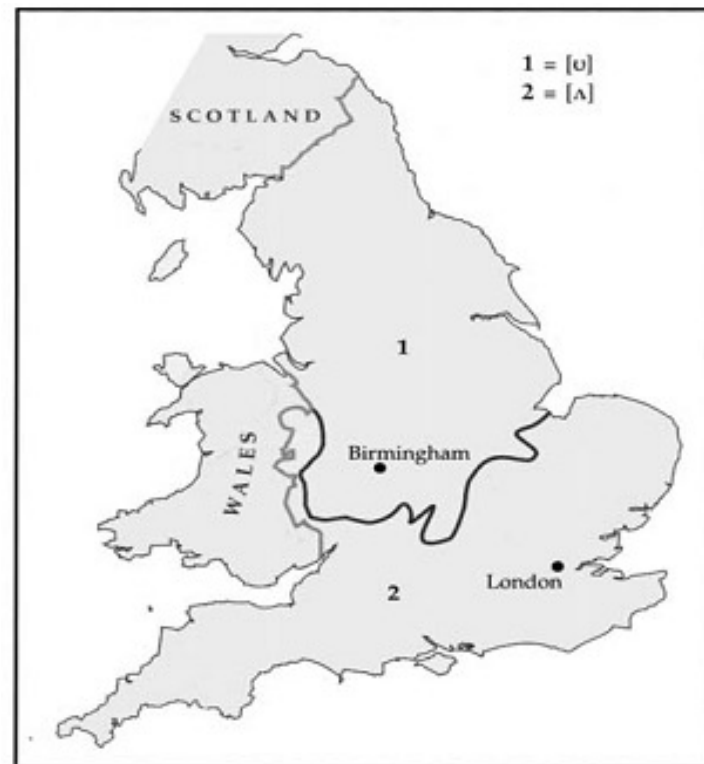 1 = [ʊ]
2 = [ʌ]
SCOTLAND
1
WALES
Birmingham
London
2